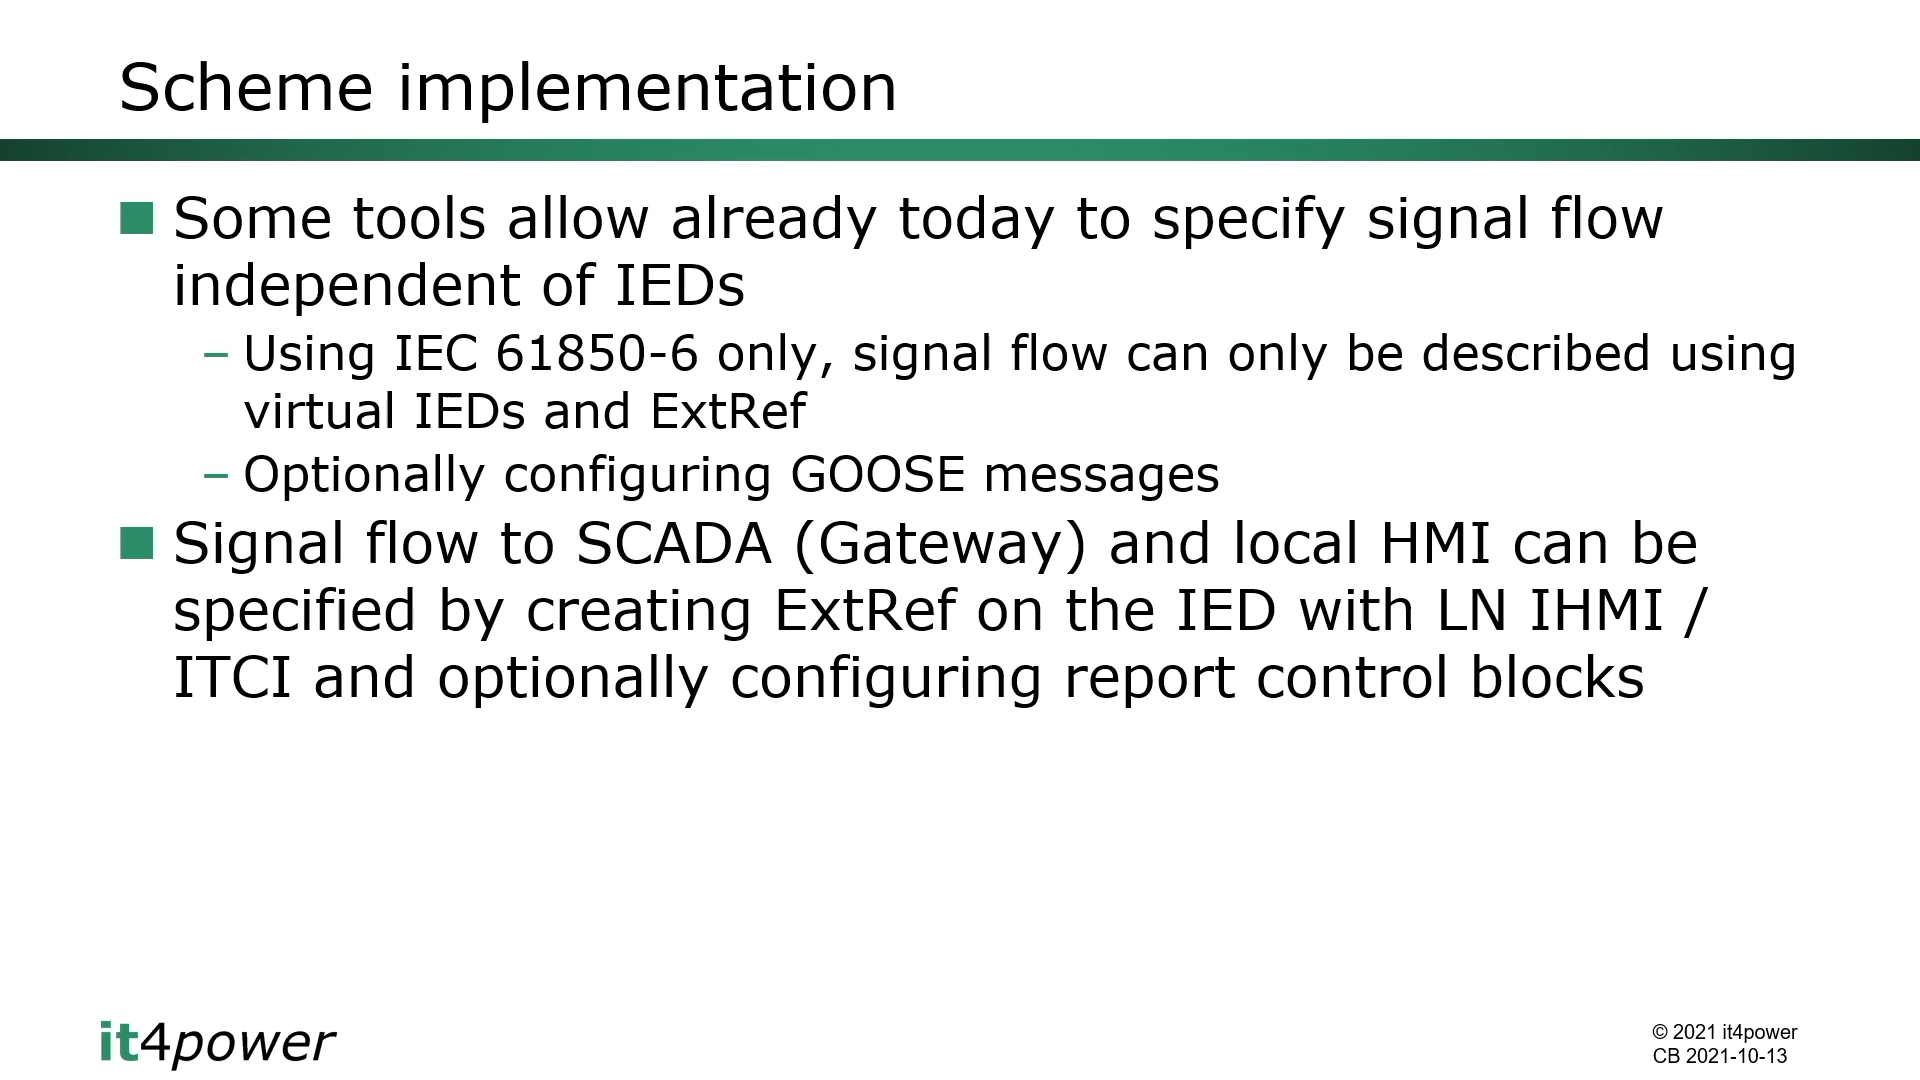 Scheme implementation
Some tools allow already today to specify signal flow
independent of IEDs
– Using IEC 61850-6 only, signal flow can only be described using
virtual IEDs and ExtRef
– Optionally configuring GOOSE messages
Signal flow to SCADA (Gateway) and local HMI can be
specified by creating ExtRef on the IED with LN IHMI /
ITCI and optionally configuring report control blocks
it4power
© 2021 it4power
CB 2021-10-13